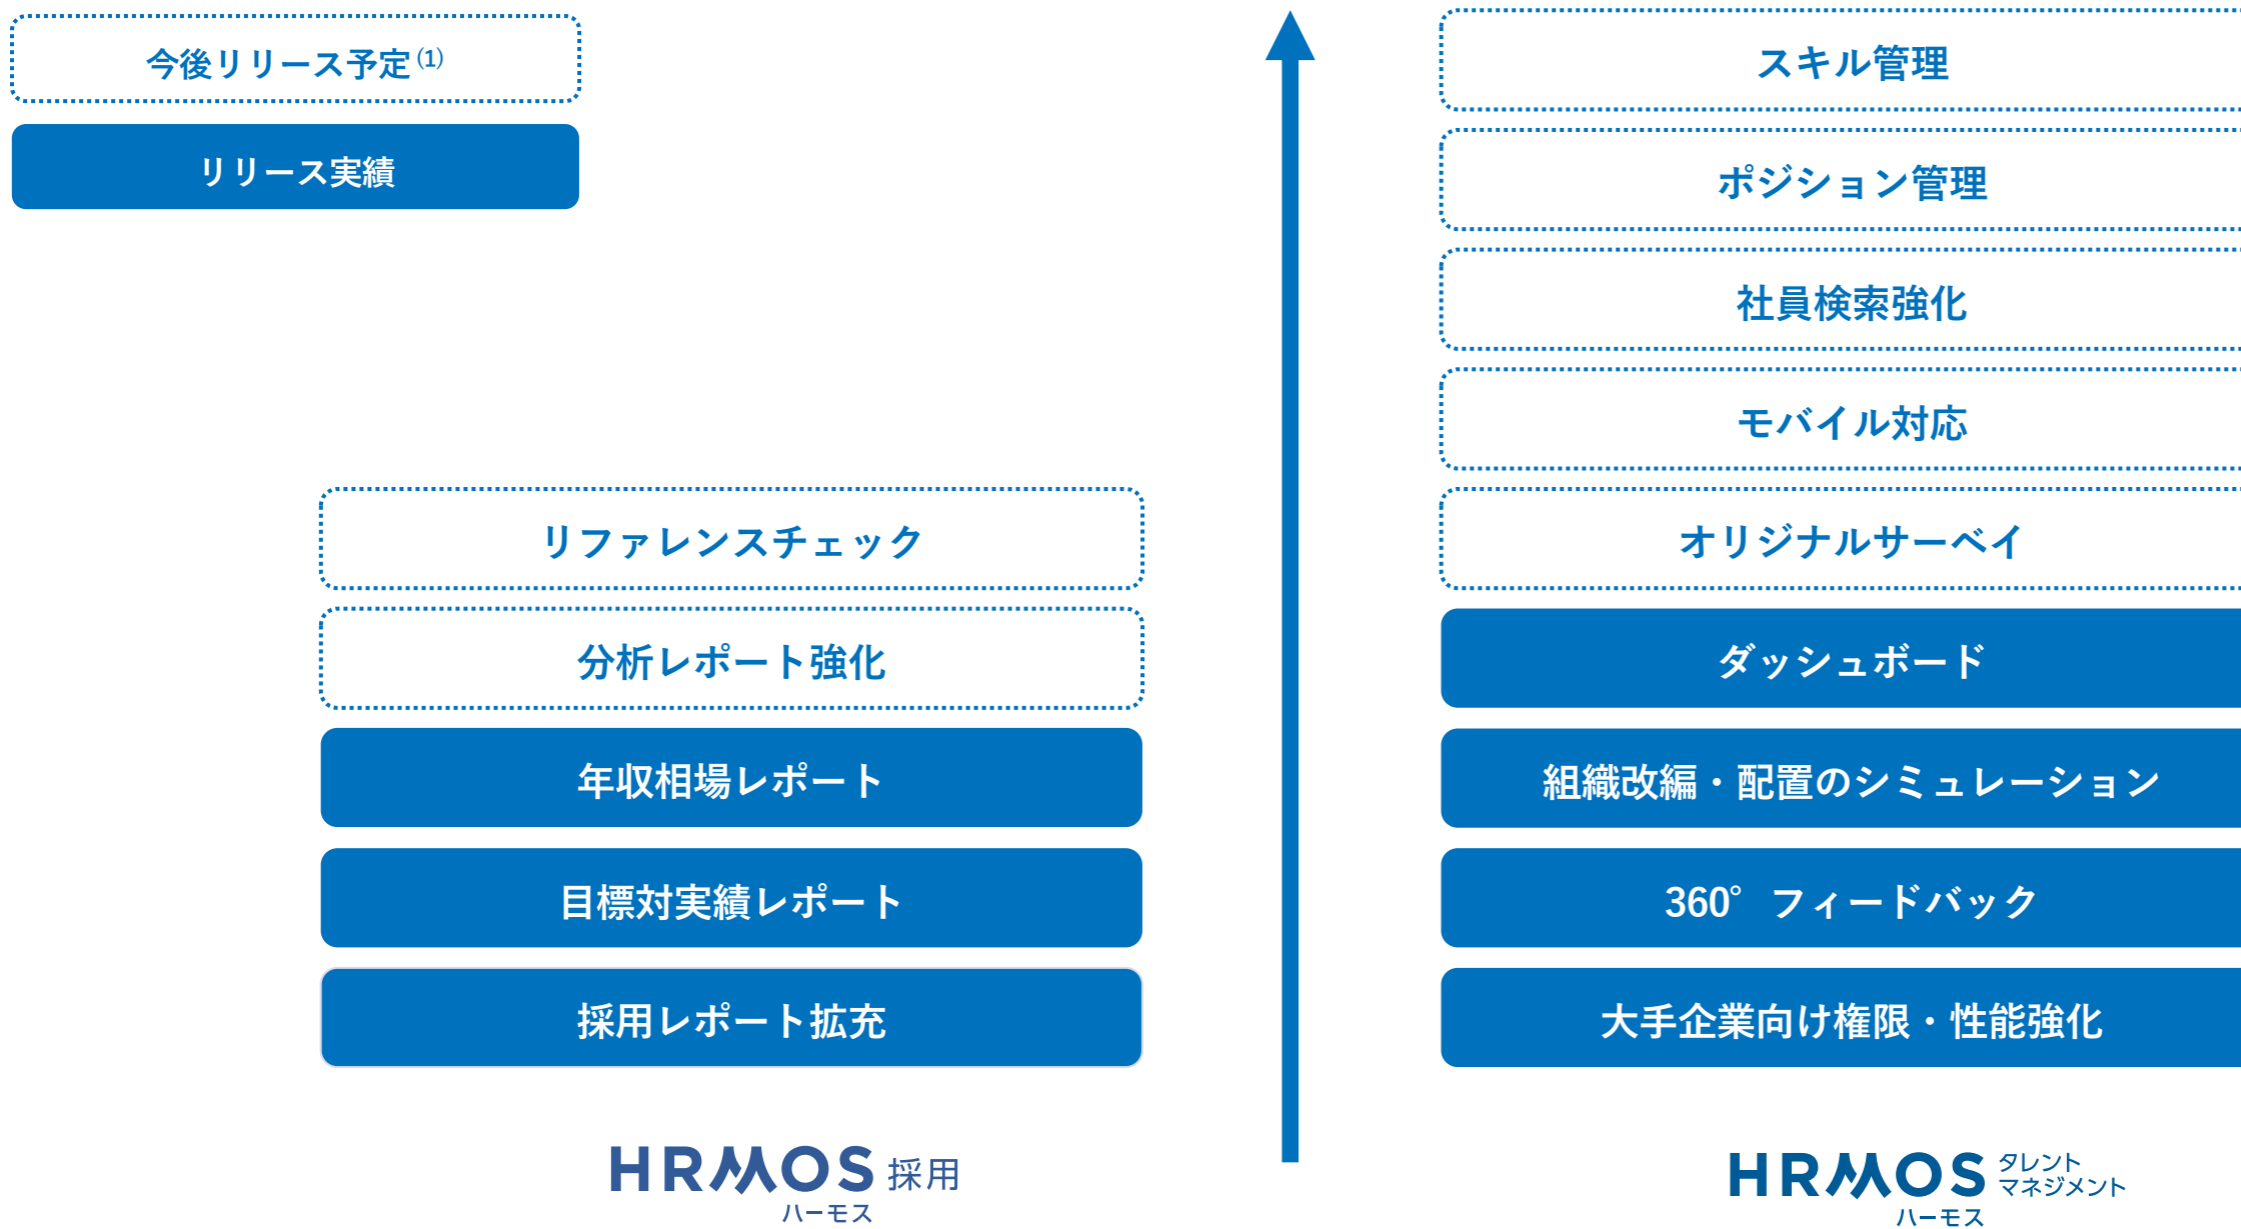 今後リリース予定(1)
リリース実績
リファレンスチェック
分析レポート強化
年収相場レポート
目標対実績レポート
採用レポート拡充
HRMOS 採用
ハーモス
スキル管理
ポジション管理
社員検索強化
モバイル対応
オリジナルサーベイ
ダッシュボード
組織改編・配置のシミュレーション
360°フィードバック
大手企業向け権限・性能強化
HRMOS タレント
マネジメント
ハーモス